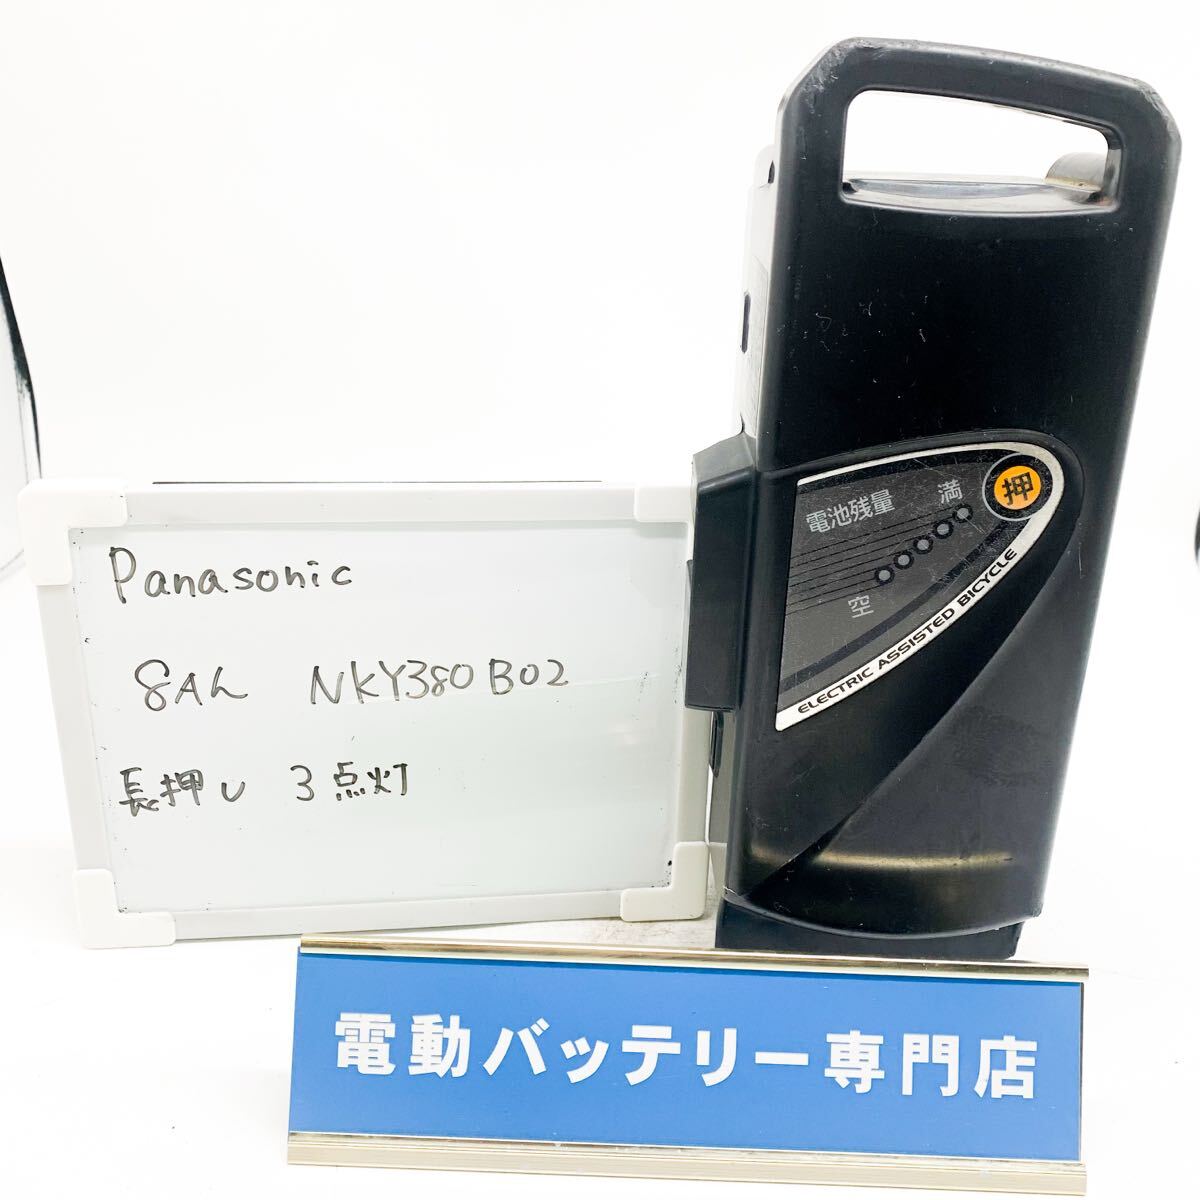 Panasonic
8Ah NKY380B02
長押し 3点灯
押
電池残量 満
空
ELECTRIC ASSISTED BICYCLE
電動バッテリー専門店